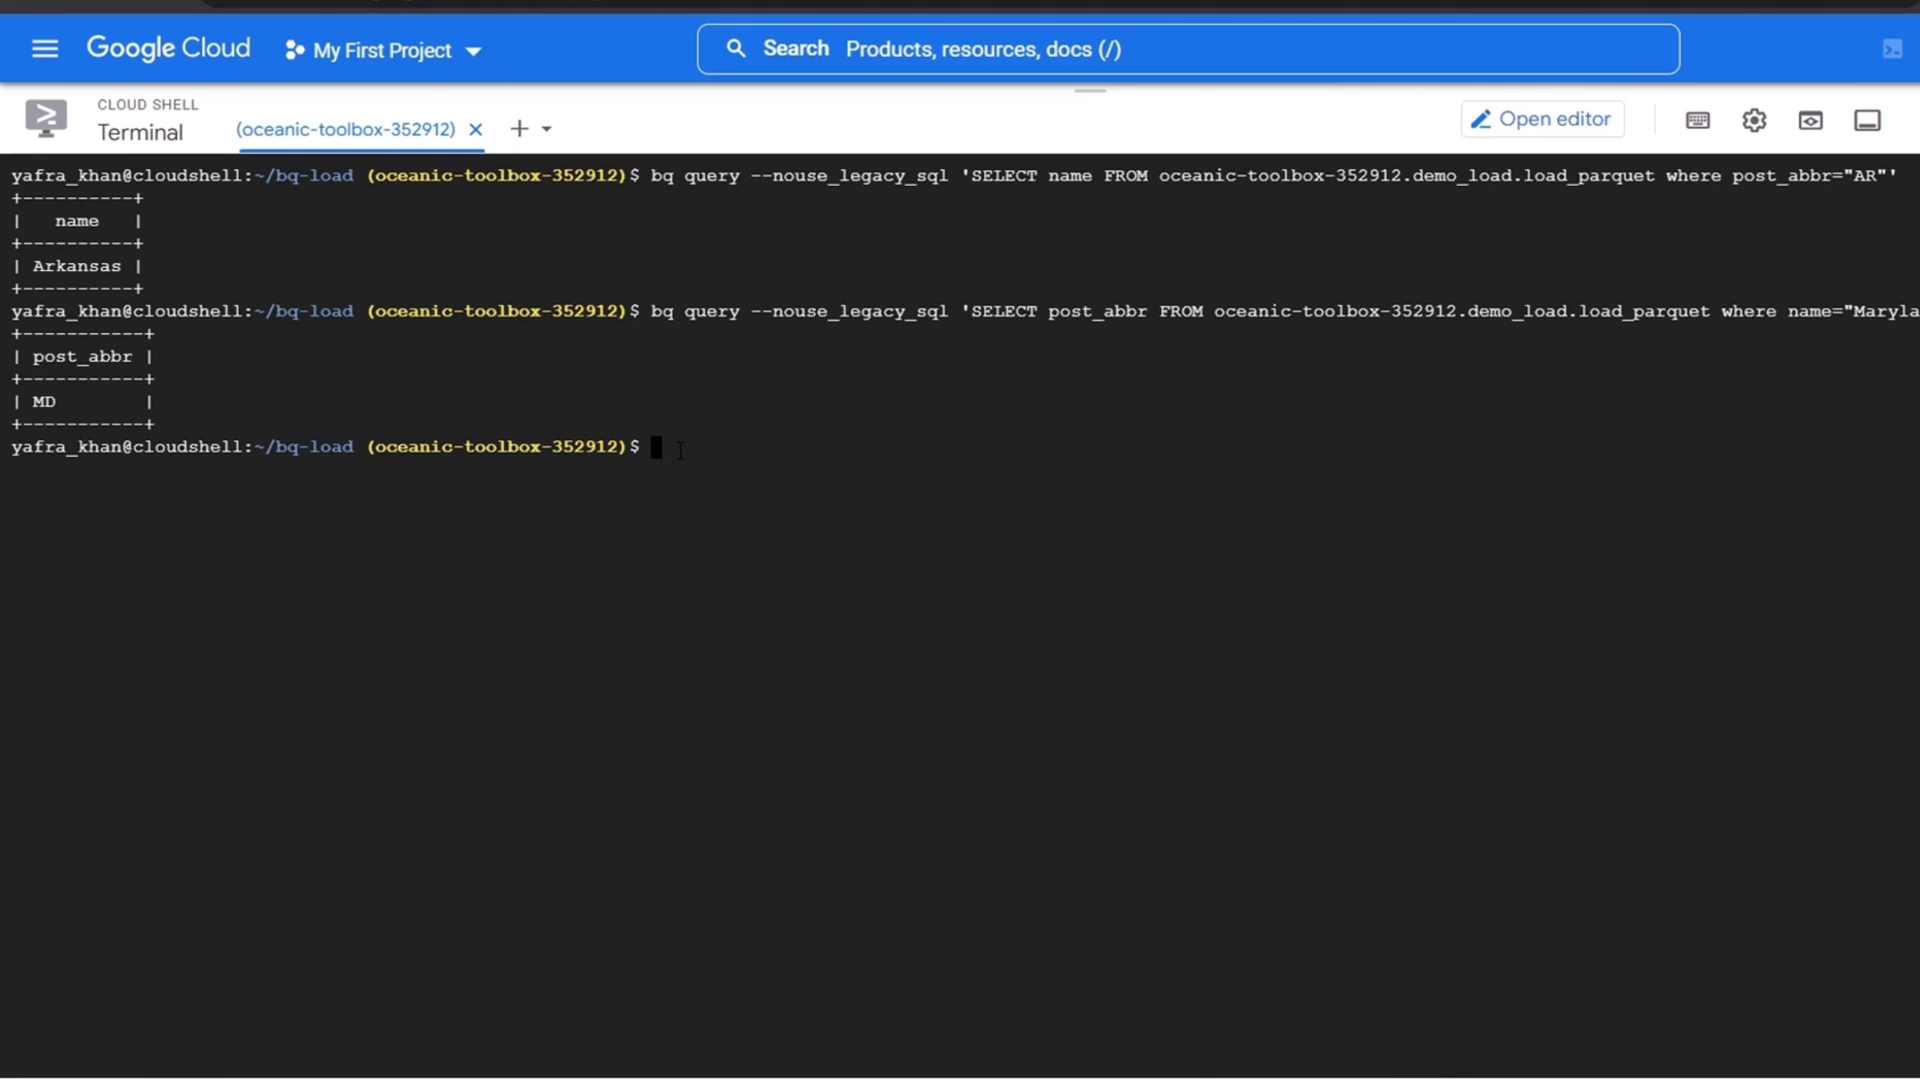 Google Cloud
My First Project
Search Products, resources, docs (/)
CLOUD SHELL
Terminal
(oceanic-toolbox-352912)
Open editor
yafra_khan@cloudshell:~/bq-load (oceanic-toolbox-352912)$ bq query --nouse_legacy_sql 'SELECT name FROM oceanic-toolbox-352912.demo_load.load_parquet where post_abbr="AR"'
+----------+
|   name   |
+----------+
| Arkansas |
+----------+
yafra_khan@cloudshell:~/bq-load (oceanic-toolbox-352912)$ bq query --nouse_legacy_sql 'SELECT post_abbr FROM oceanic-toolbox-352912.demo_load.load_parquet where name="Maryla
+-----------+
| post_abbr |
+-----------+
| MD        |
+-----------+
yafra_khan@cloudshell:~/bq-load (oceanic-toolbox-352912)$